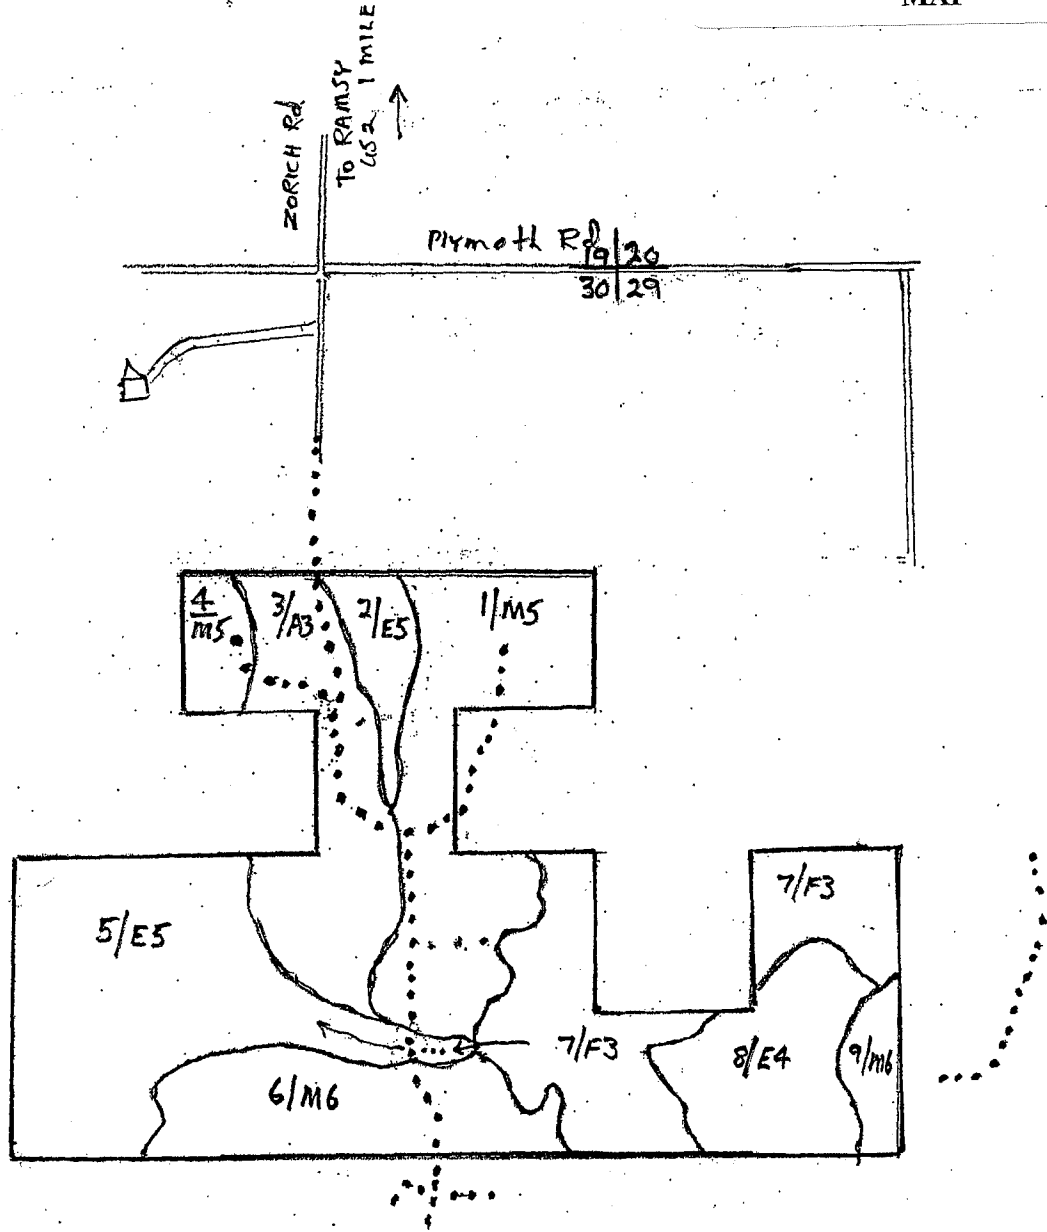 MAP
ZORICH Rd
TO RAMSY
US2 1 MILE
Plymoth Rd
19 20
30 29
4/M5
3/A3
2/E5
1/M5
5/E5
7/F3
7/F3
8/E4
9/M6
6/M6